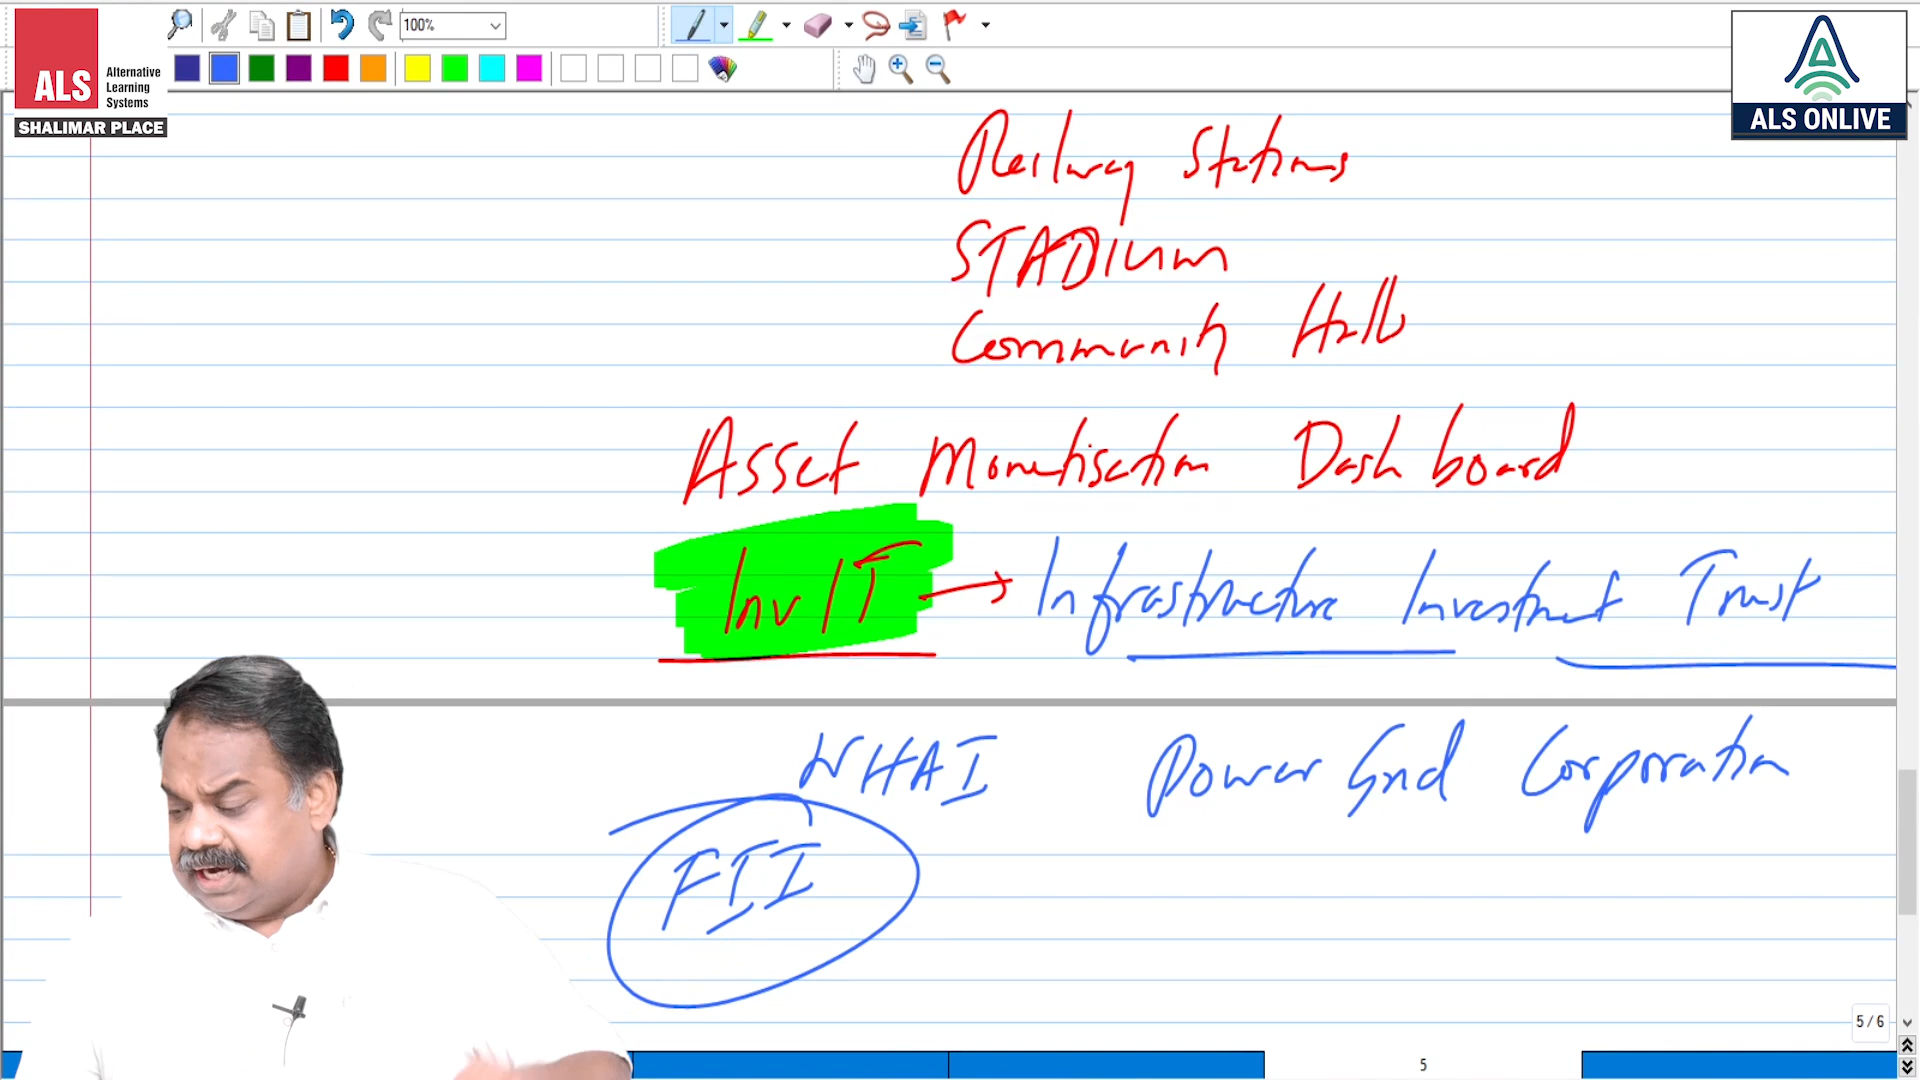 100%
ALS
Alternative
Learning
Systems
SHALIMAR PLACE
ALS ONLIVE
Railway Stations
STADIUM
Community Halls
Asset Monetisation Dashboard
InvIT → Infrastructure Investment Trust
NHAI Power Grid Corporation
FII
5/6
5